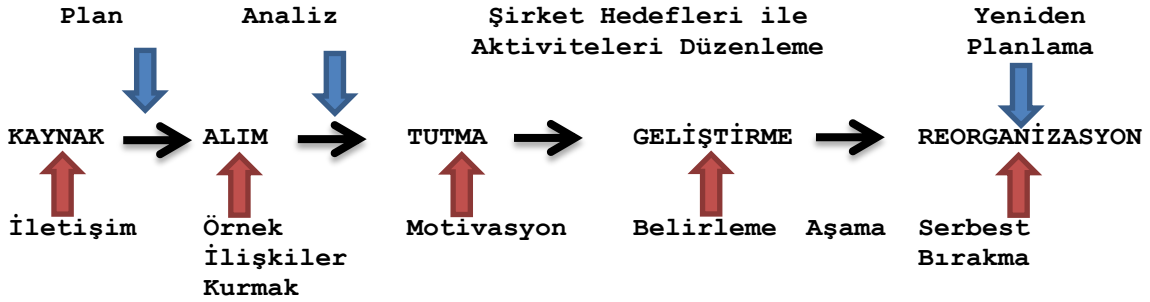 Plan Analiz Şirket Hedefleri ile Yeniden
Aktiviteleri Düzenleme Planlama
KAYNAK ALIM TUTMA GELİŞTİRME REORGANİZASYON
İletişim Örnek Motivasyon Belirleme Aşama Serbest
İlişkiler Bırakma
Kurmak